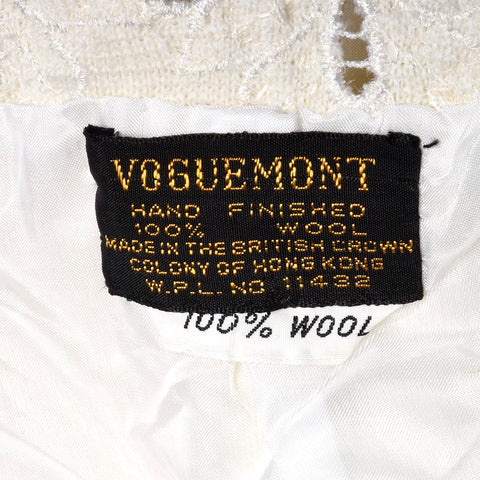 VOGUEMONT
HAND FINISHED
100% WOOL
MADE IN THE BRITISH CROWN
COLONY OF HONG KONG
W.P.L. NO 11432
100% WOOL